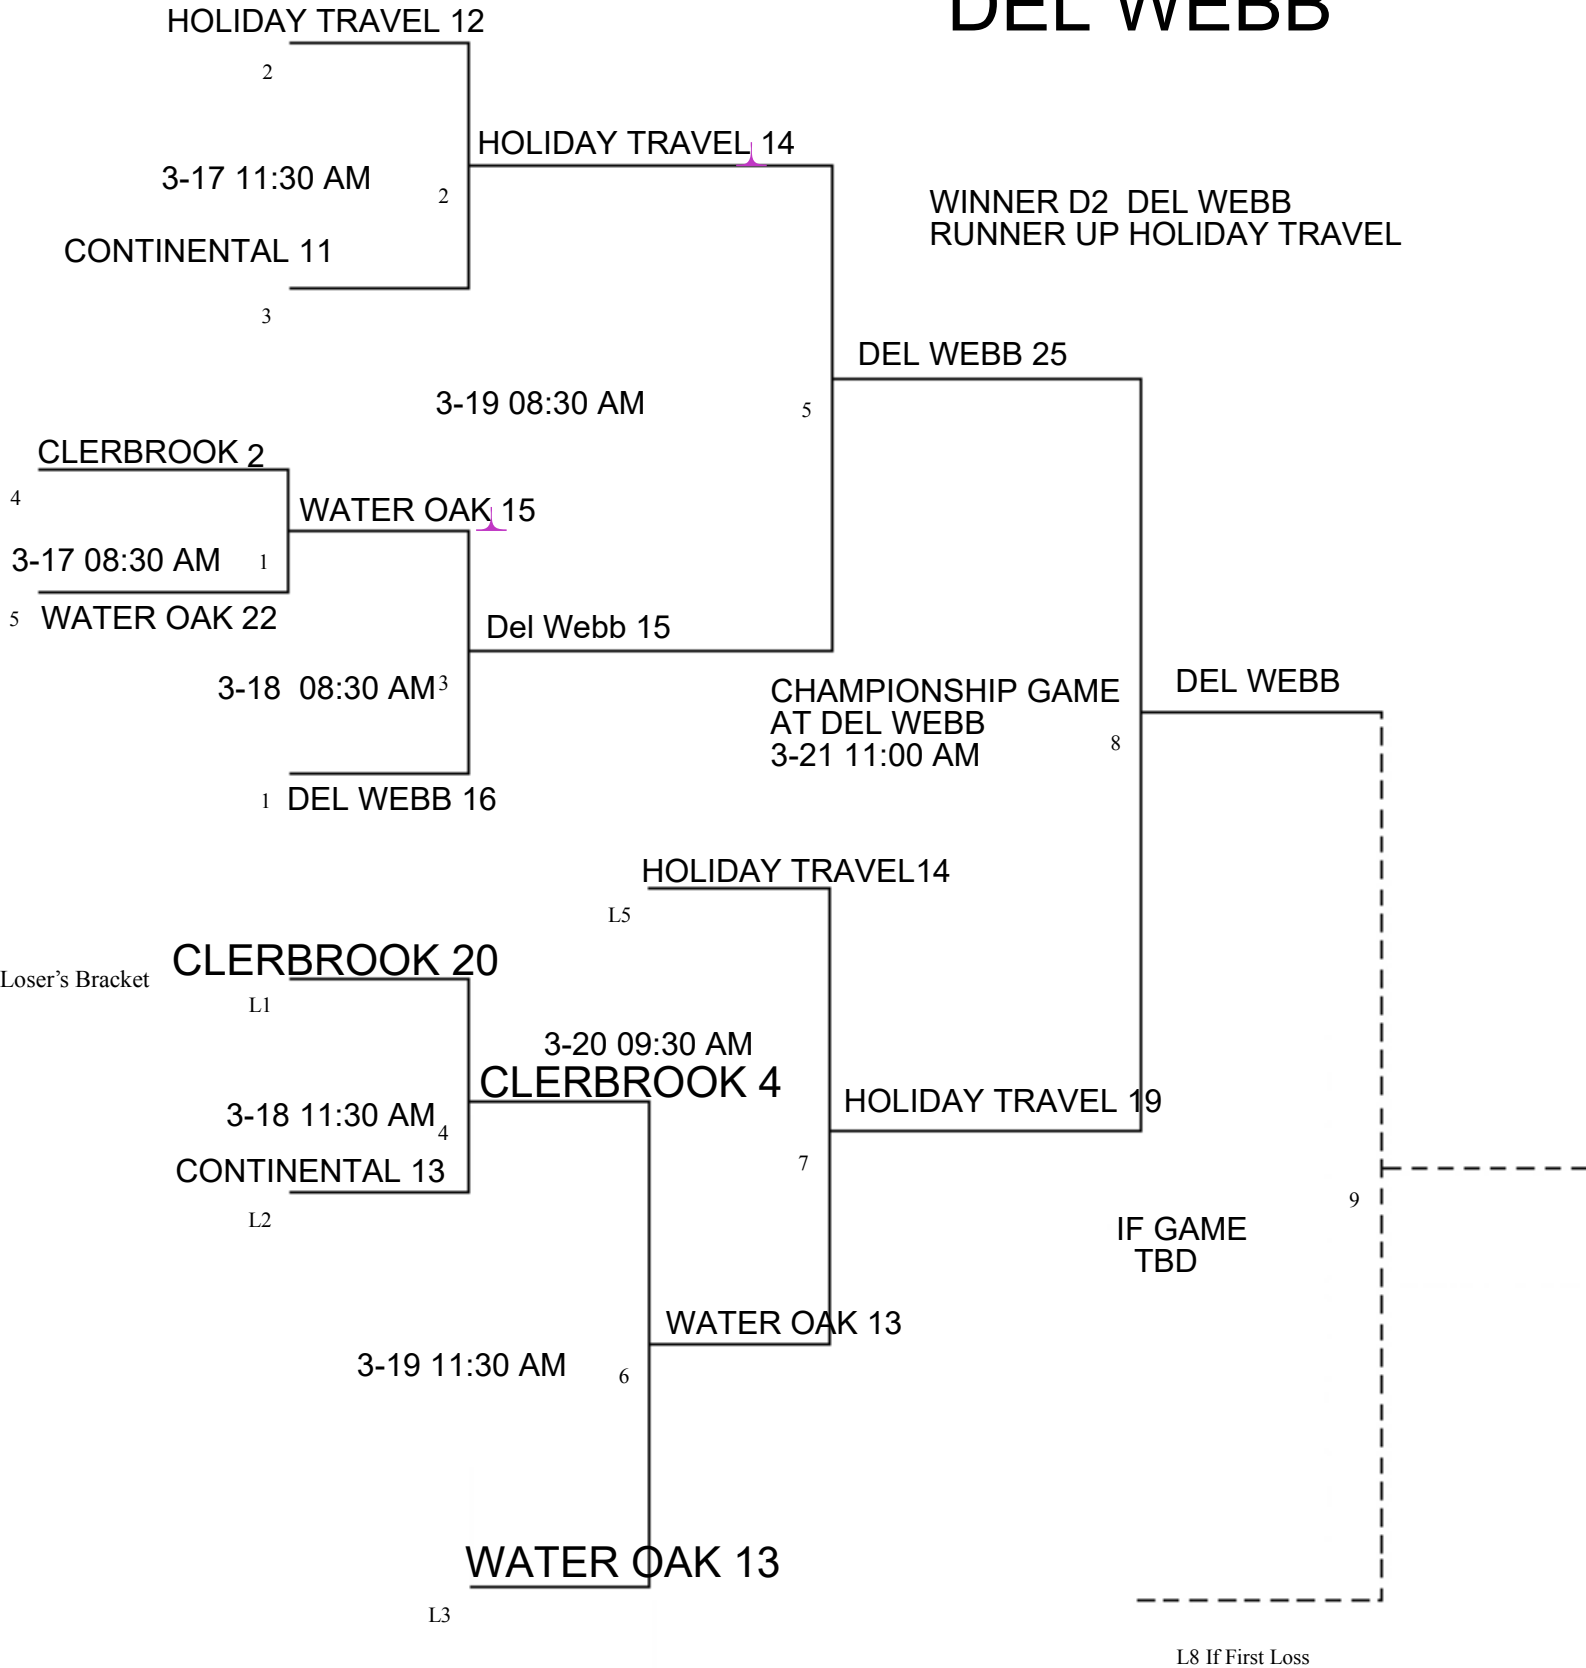 DEL WEBB
HOLIDAY TRAVEL 12
2
HOLIDAY TRAVEL 14
3-17 11:30 AM
2
WINNER D2  DEL WEBB
RUNNER UP HOLIDAY TRAVEL
CONTINENTAL 11
3
DEL WEBB 25
3-19 08:30 AM
5
CLERBROOK 2
4
WATER OAK 15
3-17 08:30 AM
1
5
WATER OAK 22
Del Webb 15
3-18  08:30 AM
3
CHAMPIONSHIP GAME
AT DEL WEBB
3-21 11:00 AM
8
DEL WEBB
1
DEL WEBB 16
HOLIDAY TRAVEL14
L5
CLERBROOK 20
Loser's Bracket
L1
3-20 09:30 AM
CLERBROOK 4
HOLIDAY TRAVEL 19
3-18 11:30 AM
4
CONTINENTAL 13
7
L2
9
IF GAME
TBD
WATER OAK 13
3-19 11:30 AM
6
WATER OAK 13
L3
L8 If First Loss